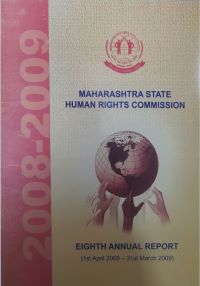 2008-2009
MAHARASHTRA STATE
HUMAN RIGHTS COMMISSION
EIGHTH ANNUAL REPORT
(1st April 2008 – 31st March 2009)